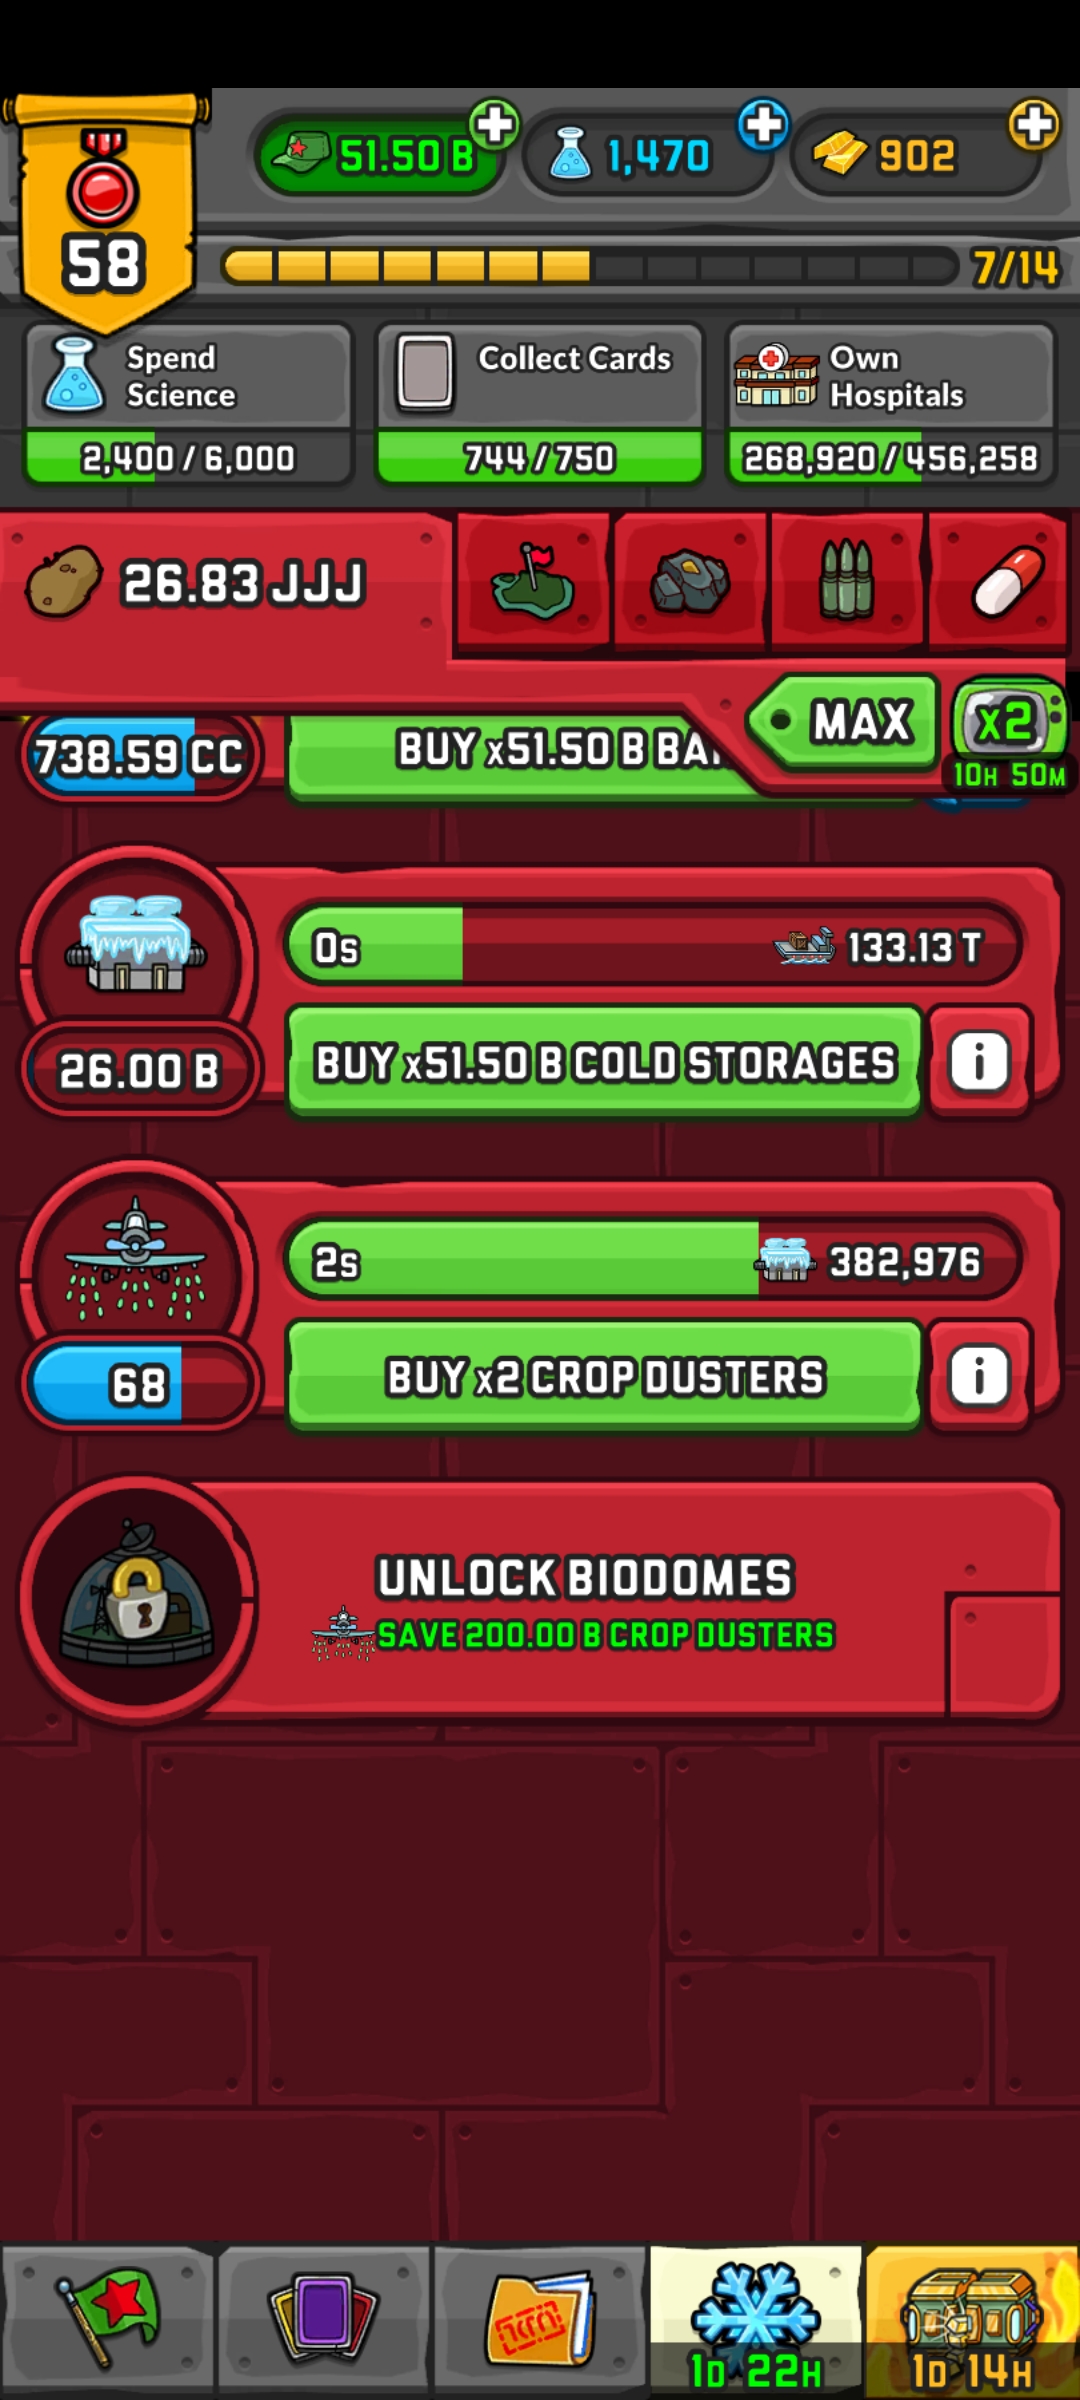 58
51.50 B
1,470
902
7/14
Spend
Science
2,400 / 6,000
Collect Cards
744 / 750
Own
Hospitals
268,920 / 456,258
26.83 JJJ
MAX
x2
10H 50M
738.59 CC
BUY x51.50 B
0s
133.13 T
26.00 B
BUY x51.50 B COLD STORAGES
i
2s
382,976
68
BUY x2 CROP DUSTERS
i
UNLOCK BIODOMES
SAVE 200.00 B CROP DUSTERS
1D 22H
1D 14H